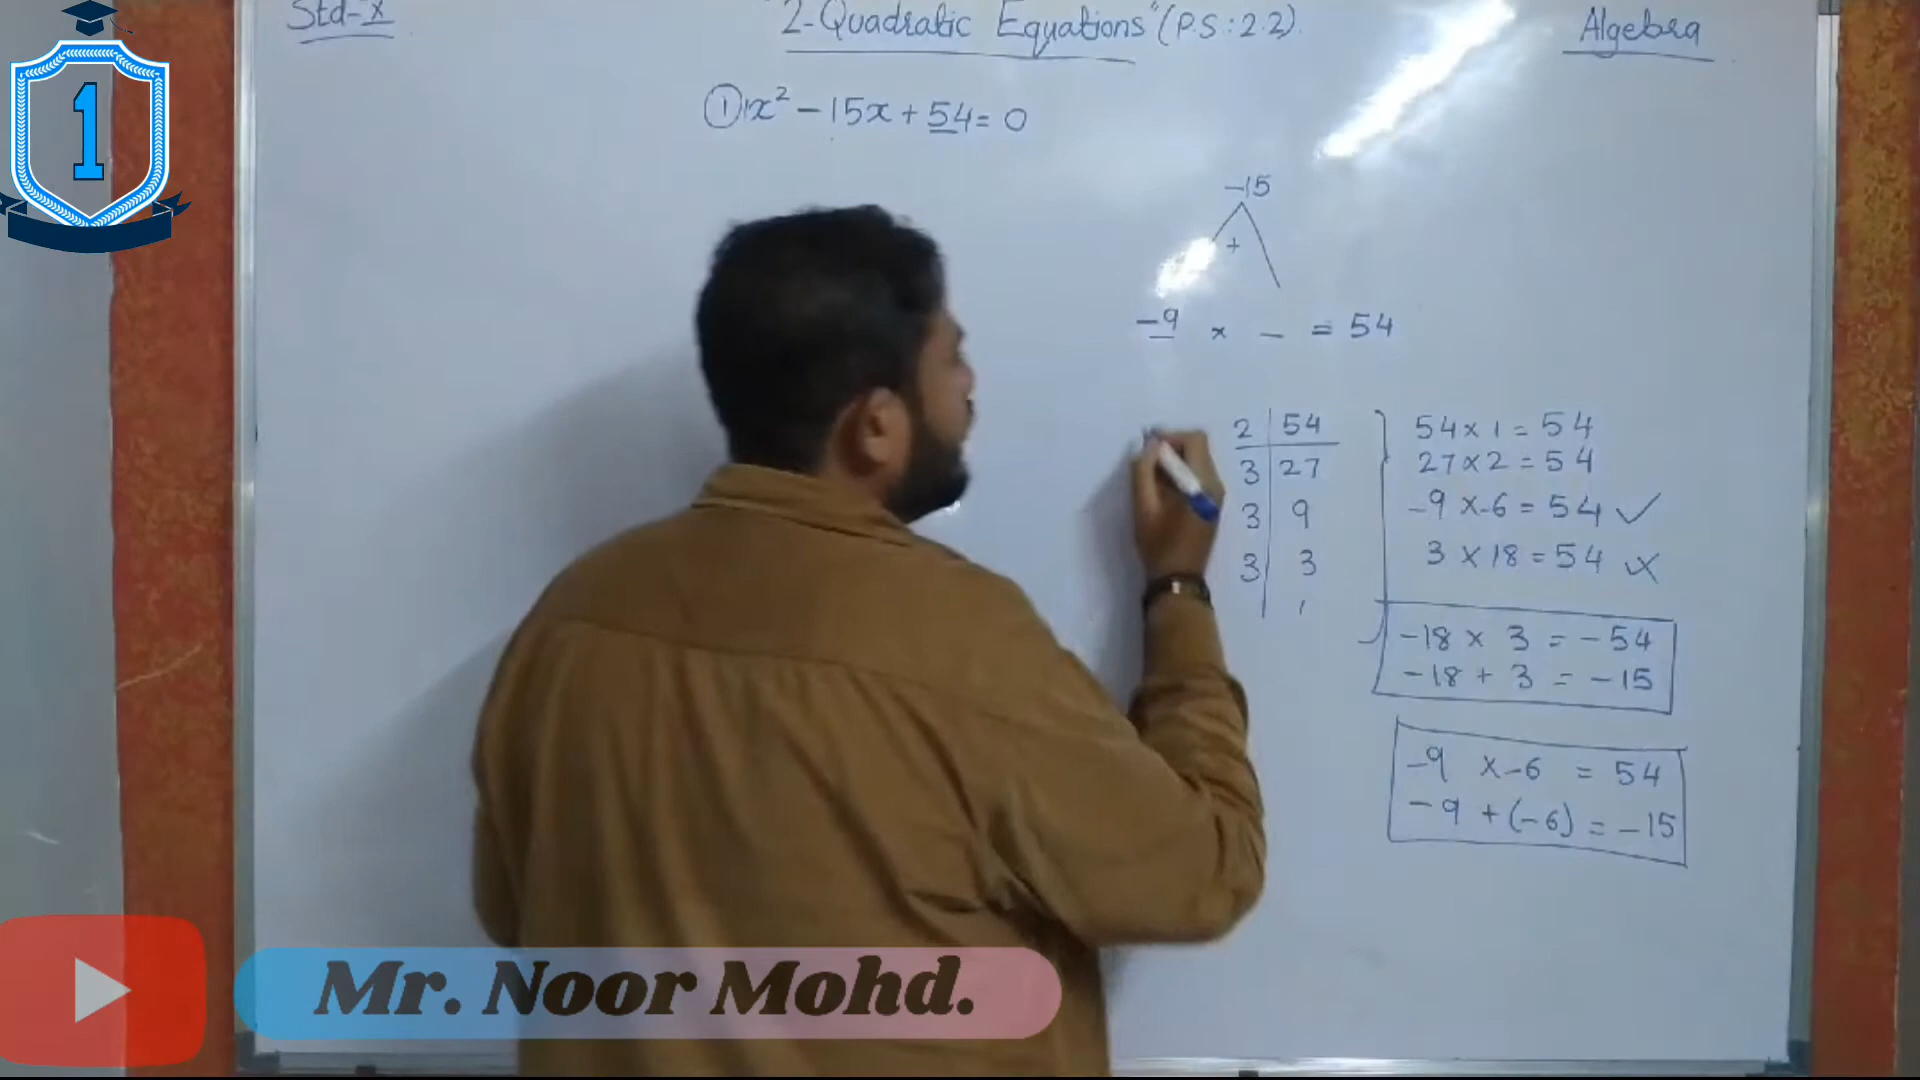 Std-X
"2-Quadratic Equations" (P.S.:2.2).
Algebra
1
① 1x² - 15x + 54 = 0
-15
+
-9 × _ = 54
2 | 54
3 | 27
3 | 9
3 | 3
1
54 × 1 = 54
27 × 2 = 54
-9 × -6 = 54 ✓
3 × 18 = 54 ×
-18 × 3 = -54
-18 + 3 = -15
-9 × -6 = 54
-9 + (-6) = -15
Mr. Noor Mohd.